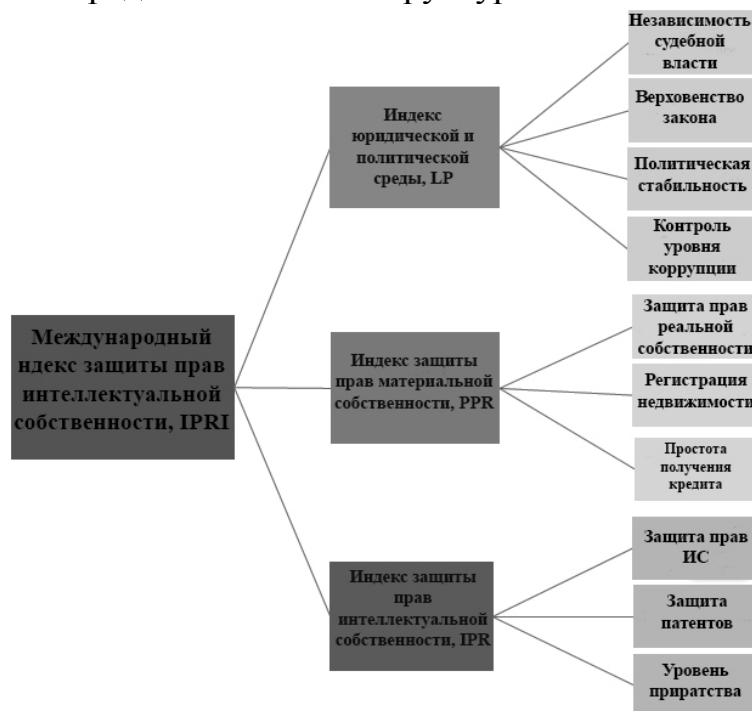 Независимость
судебной
власти
Верховенство
закона
Политическая
стабильность
Контроль
уровня
коррупции
Индекс
юридической и
политической
среды, LP
Международный
ндекс защиты прав
интеллектуальной
собственности, IPRI
Индекс защиты
прав материальной
собственности, PPR
Защита прав
реальной
собственности
Регистрация
недвижимости
Простота
получения
кредита
Индекс защиты
прав
интеллектуальной
собственности, IPR
Защита прав
ИС
Защита
патентов
Уровень
приратства